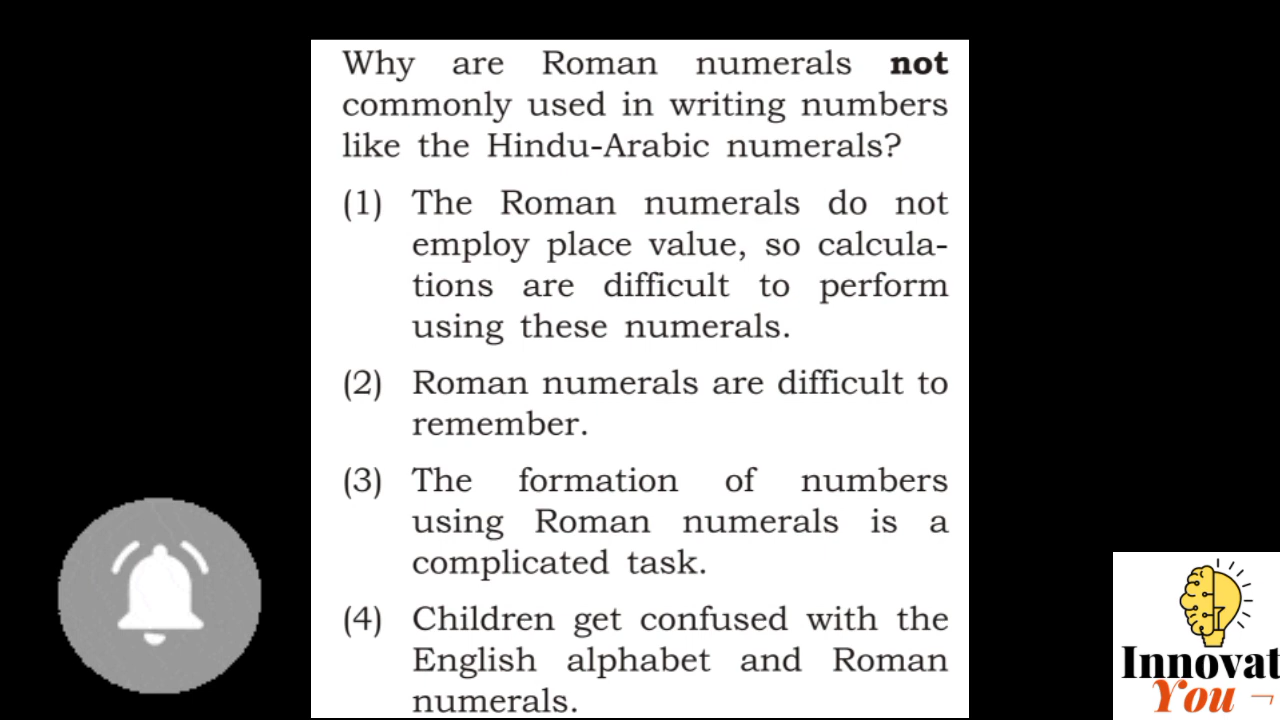 Why are Roman numerals not
commonly used in writing numbers
like the Hindu-Arabic numerals?
(1) The Roman numerals do not
employ place value, so calcula-
tions are difficult to perform
using these numerals.
(2) Roman numerals are difficult to
remember.
(3) The formation of numbers
using Roman numerals is a
complicated task.
(4) Children get confused with the
English alphabet and Roman
numerals.
Innovat
You